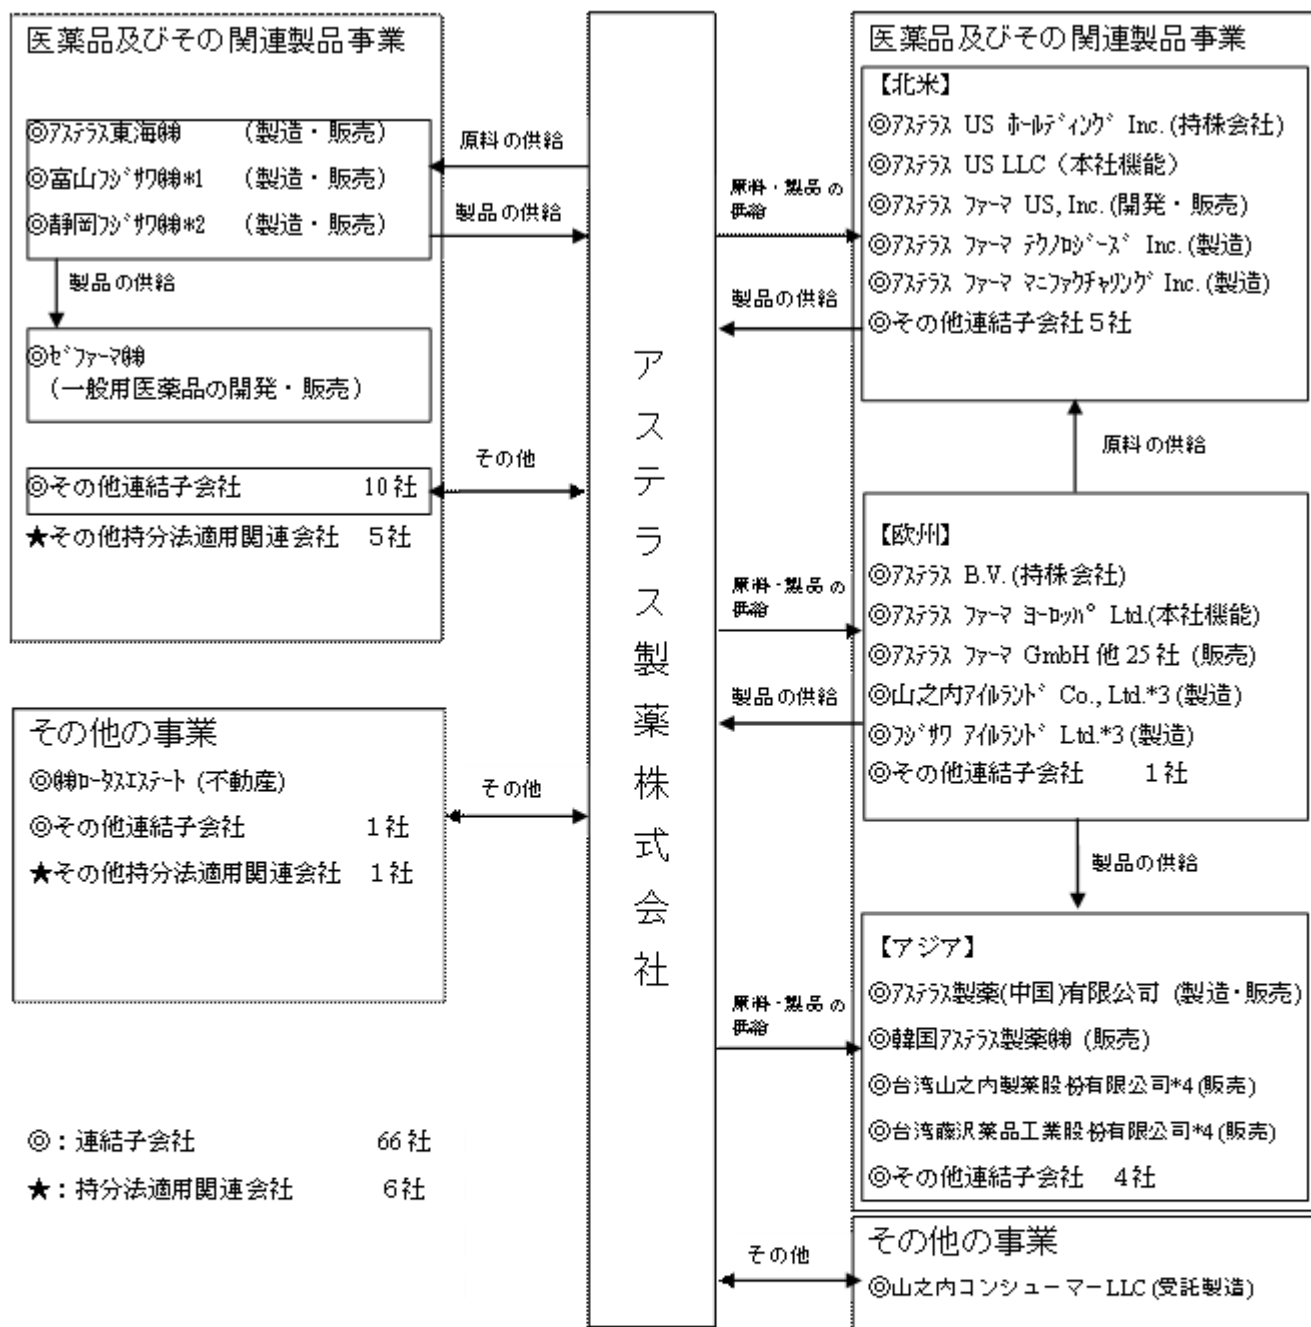 医薬品及びその関連製品事業
◎ｱｽﾃﾗｽ東海㈱ （製造・販売）
◎富山ﾌｼﾞｻﾜ㈱*1 （製造・販売）
◎静岡ﾌｼﾞｻﾜ㈱*2 （製造・販売）
製品の供給
◎ｾﾞﾌｧｰﾏ㈱
（一般用医薬品の開発・販売）
◎その他連結子会社 10社
★その他持分法適用関連会社 5社
その他の事業
◎㈱ﾛｰﾀｽｴｽﾃｰﾄ (不動産)
◎その他連結子会社 1社
★その他持分法適用関連会社 1社
◎：連結子会社 66社
★：持分法適用関連会社 6社
原料の供給
製品の供給
その他
その他
アステラス製薬株式会社
原料・製品の
供給
製品の供給
原料・製品の
供給
製品の供給
原料・製品の
供給
その他
医薬品及びその関連製品事業
【北米】
◎ｱｽﾃﾗｽ US ﾎｰﾙﾃﾞｨﾝｸﾞ Inc.(持株会社)
◎ｱｽﾃﾗｽ US LLC（本社機能）
◎ｱｽﾃﾗｽ ﾌｧｰﾏ US, Inc.(開発・販売)
◎ｱｽﾃﾗｽ ﾌｧｰﾏ ﾃｸﾉﾛｼﾞｰｽﾞ Inc.(製造)
◎ｱｽﾃﾗｽ ﾌｧｰﾏ ﾏﾆﾌｧｸﾁｬﾘﾝｸﾞ Inc.(製造)
◎その他連結子会社5社
原料の供給
【欧州】
◎ｱｽﾃﾗｽ B.V.(持株会社)
◎ｱｽﾃﾗｽ ﾌｧｰﾏ ﾖｰﾛｯﾊﾟ Ltd.(本社機能)
◎ｱｽﾃﾗｽ ﾌｧｰﾏ GmbH 他25社 (販売)
◎山之内ｱｲﾙﾗﾝﾄﾞ Co., Ltd.*3 (製造)
◎ﾌｼﾞｻﾜ ｱｲﾙﾗﾝﾄﾞ Ltd.*3 (製造)
◎その他連結子会社 1社
製品の供給
【アジア】
◎ｱｽﾃﾗｽ製薬(中国)有限公司 (製造・販売)
◎韓国ｱｽﾃﾗｽ製薬㈱ (販売)
◎台湾山之内製薬股份有限公司*4(販売)
◎台湾藤沢薬品工業股份有限公司*4(販売)
◎その他連結子会社 4社
その他の事業
◎山之内コンシューマーLLC(受託製造)